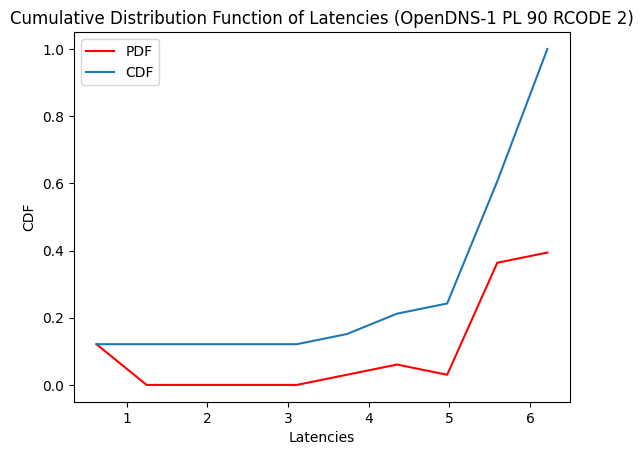 Cumulative Distribution Function of Latencies (OpenDNS-1 PL 90 RCODE 2)
PDF
CDF
1.0
0.8
0.6
0.4
0.2
0.0
CDF
1 2 3 4 5 6
Latencies